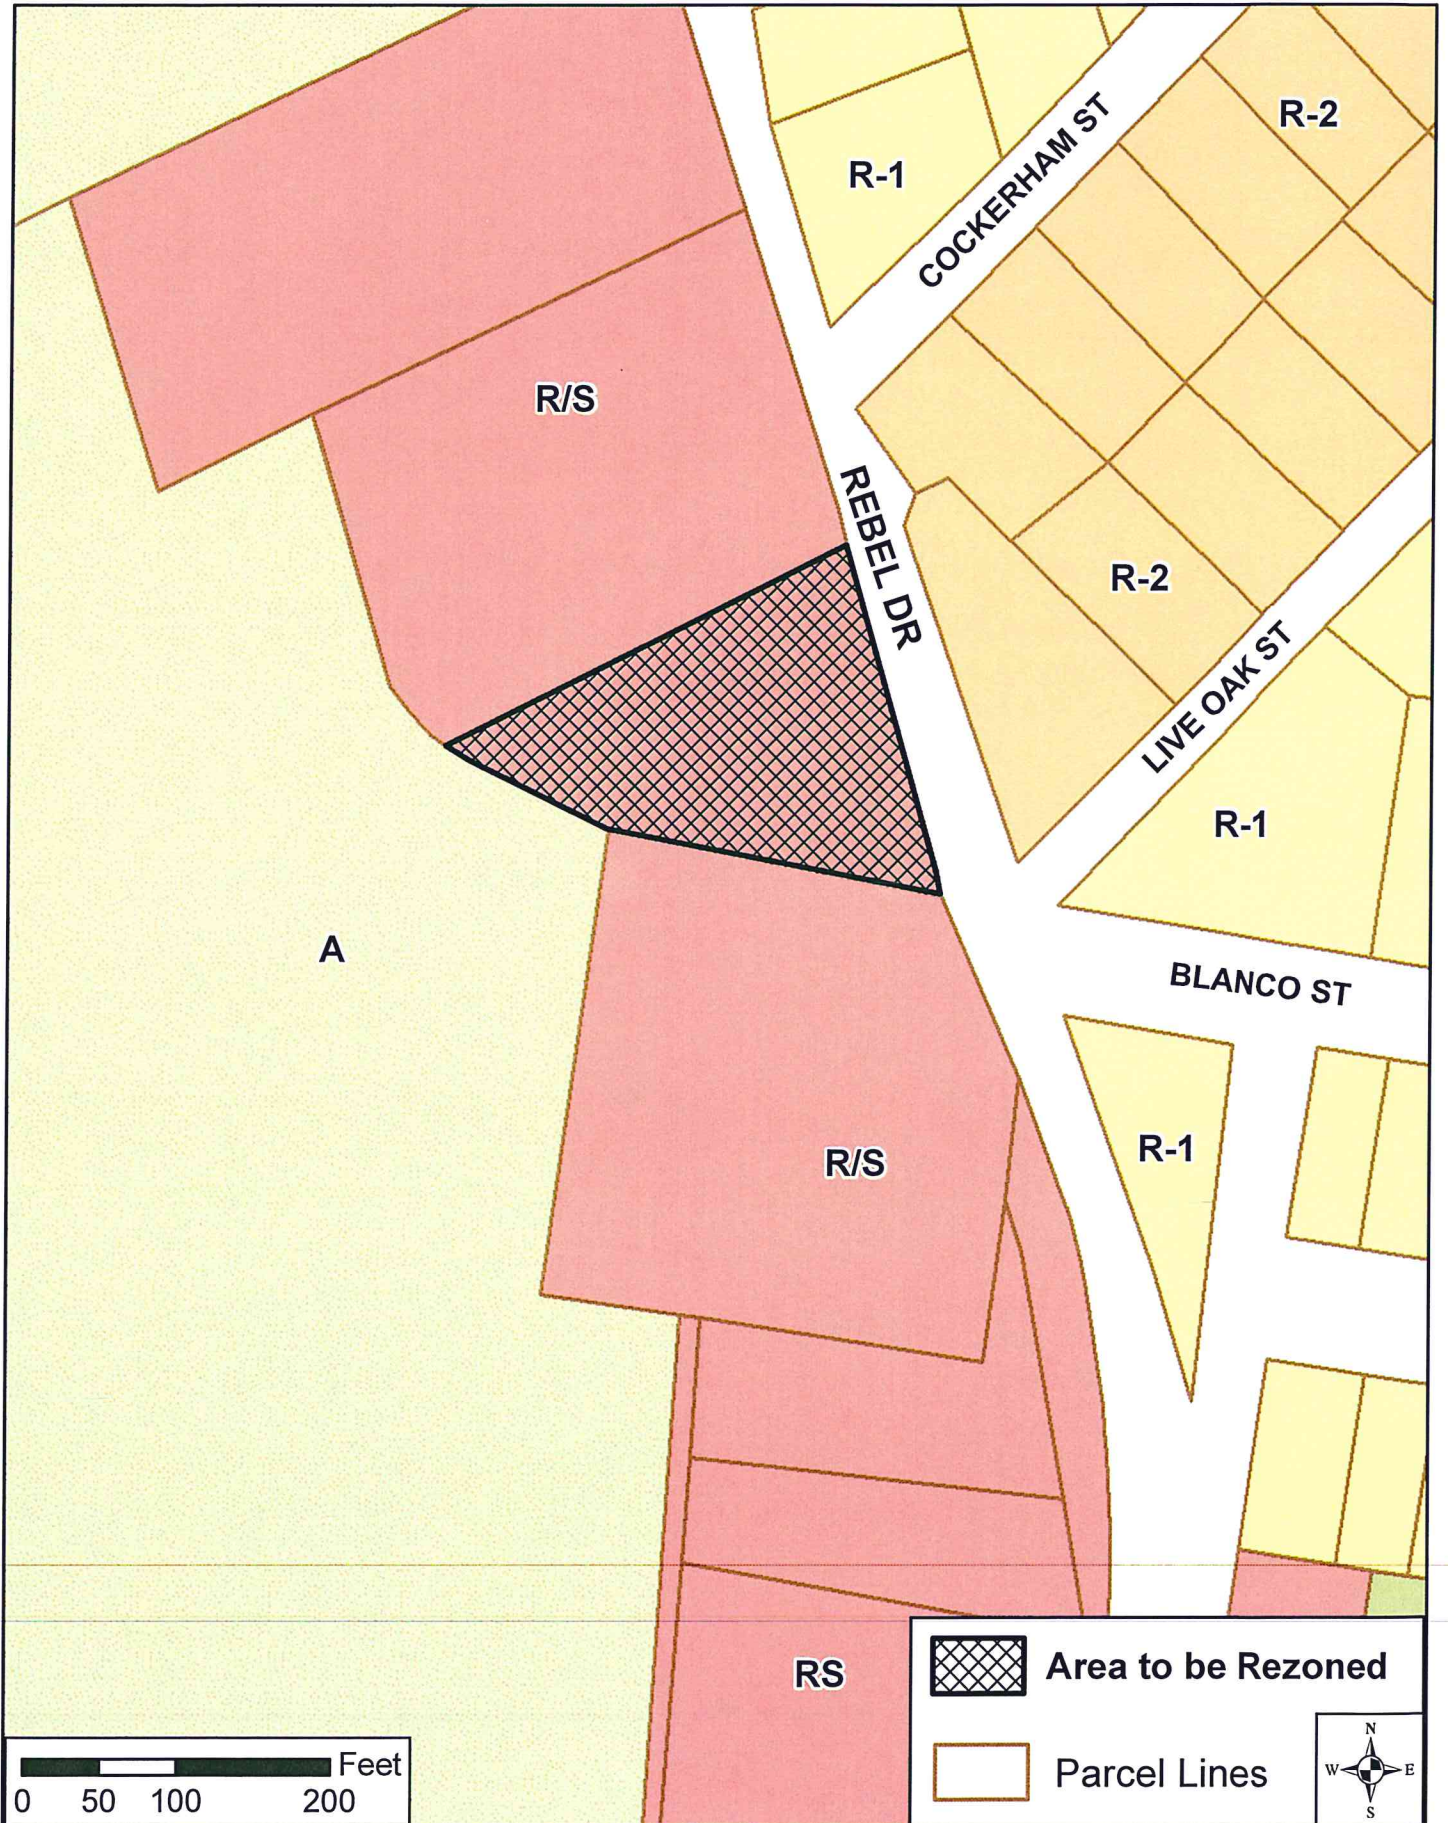 R-2
R-1
COCKERHAM ST
R/S
REBEL DR
R-2
LIVE OAK ST
R-1
A
BLANCO ST
R-1
R/S
RS
Area to be Rezoned
Parcel Lines
N
W E
S
Feet
0 50 100 200